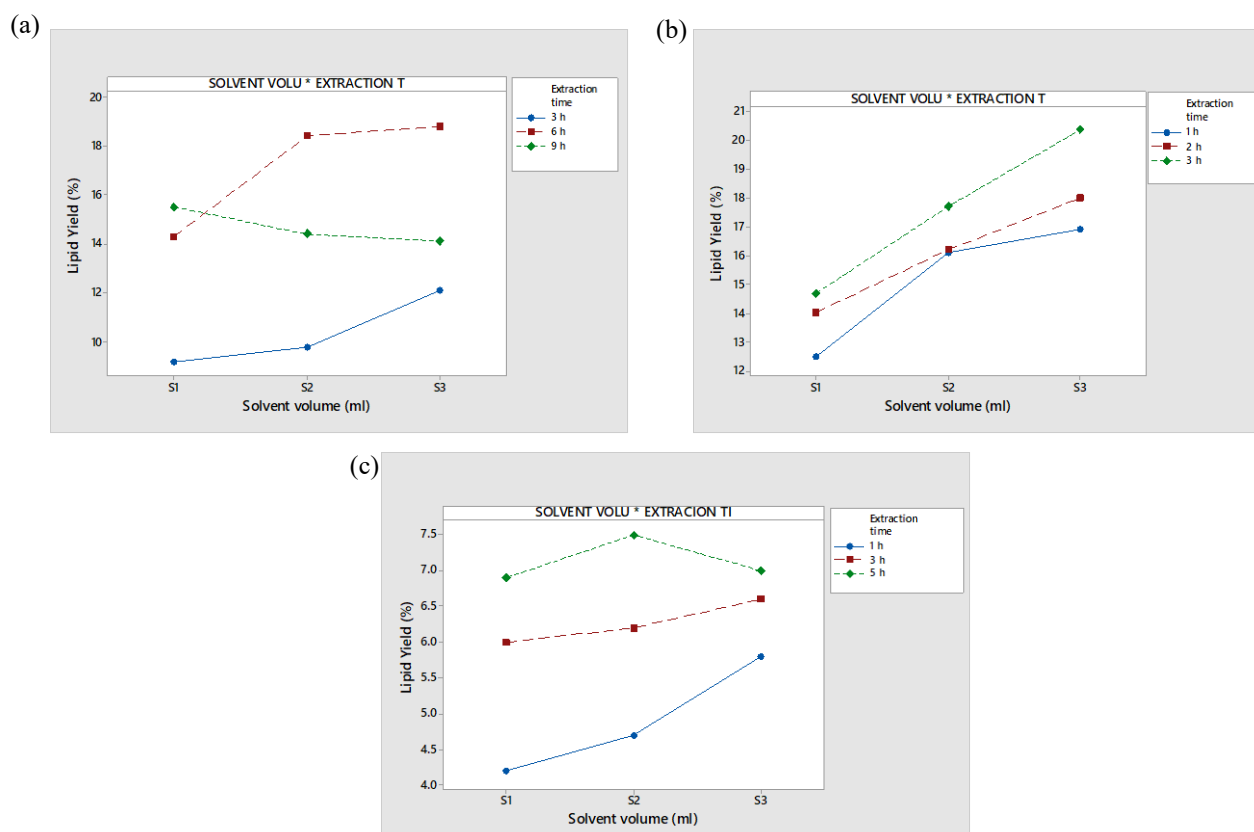 (a)
SOLVENT VOLU * EXTRACTION T
Extraction
time
3 h
6 h
9 h
20
18
16
14
12
10
Lipid Yield (%)
S1 S2 S3
Solvent volume (ml)
(b)
SOLVENT VOLU * EXTRACTION T
Extraction
time
1 h
2 h
3 h
21
20
19
18
17
16
15
14
13
12
Lipid Yield (%)
S1 S2 S3
Solvent volume (ml)
(c)
SOLVENT VOLU * EXTRACION TI
Extraction
time
1 h
3 h
5 h
7.5
7.0
6.5
6.0
5.5
5.0
4.5
4.0
Lipid Yield (%)
S1 S2 S3
Solvent volume (ml)